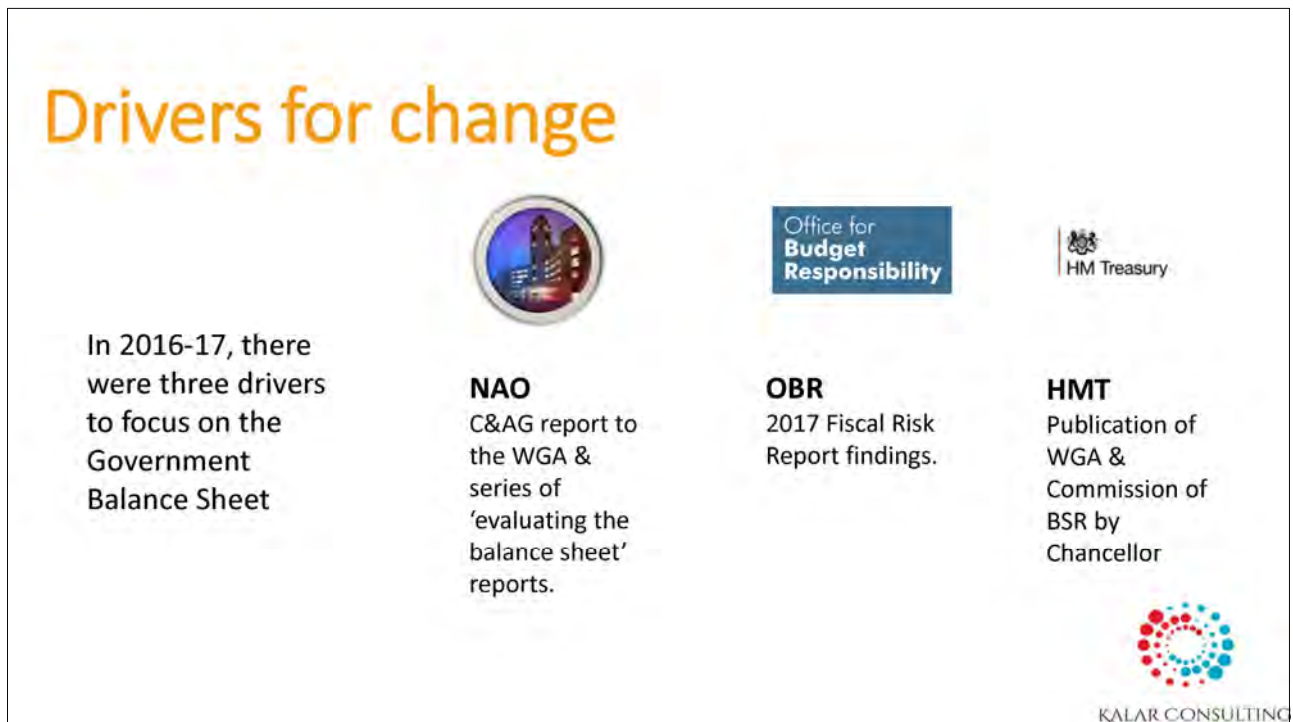 Drivers for change
In 2016-17, there
were three drivers
to focus on the
Government
Balance Sheet
NAO
C&AG report to
the WGA &
series of
‘evaluating the
balance sheet’
reports.
Office for
Budget
Responsibility
OBR
2017 Fiscal Risk
Report findings.
HM Treasury
HMT
Publication of
WGA &
Commission of
BSR by
Chancellor
KALAR CONSULTING